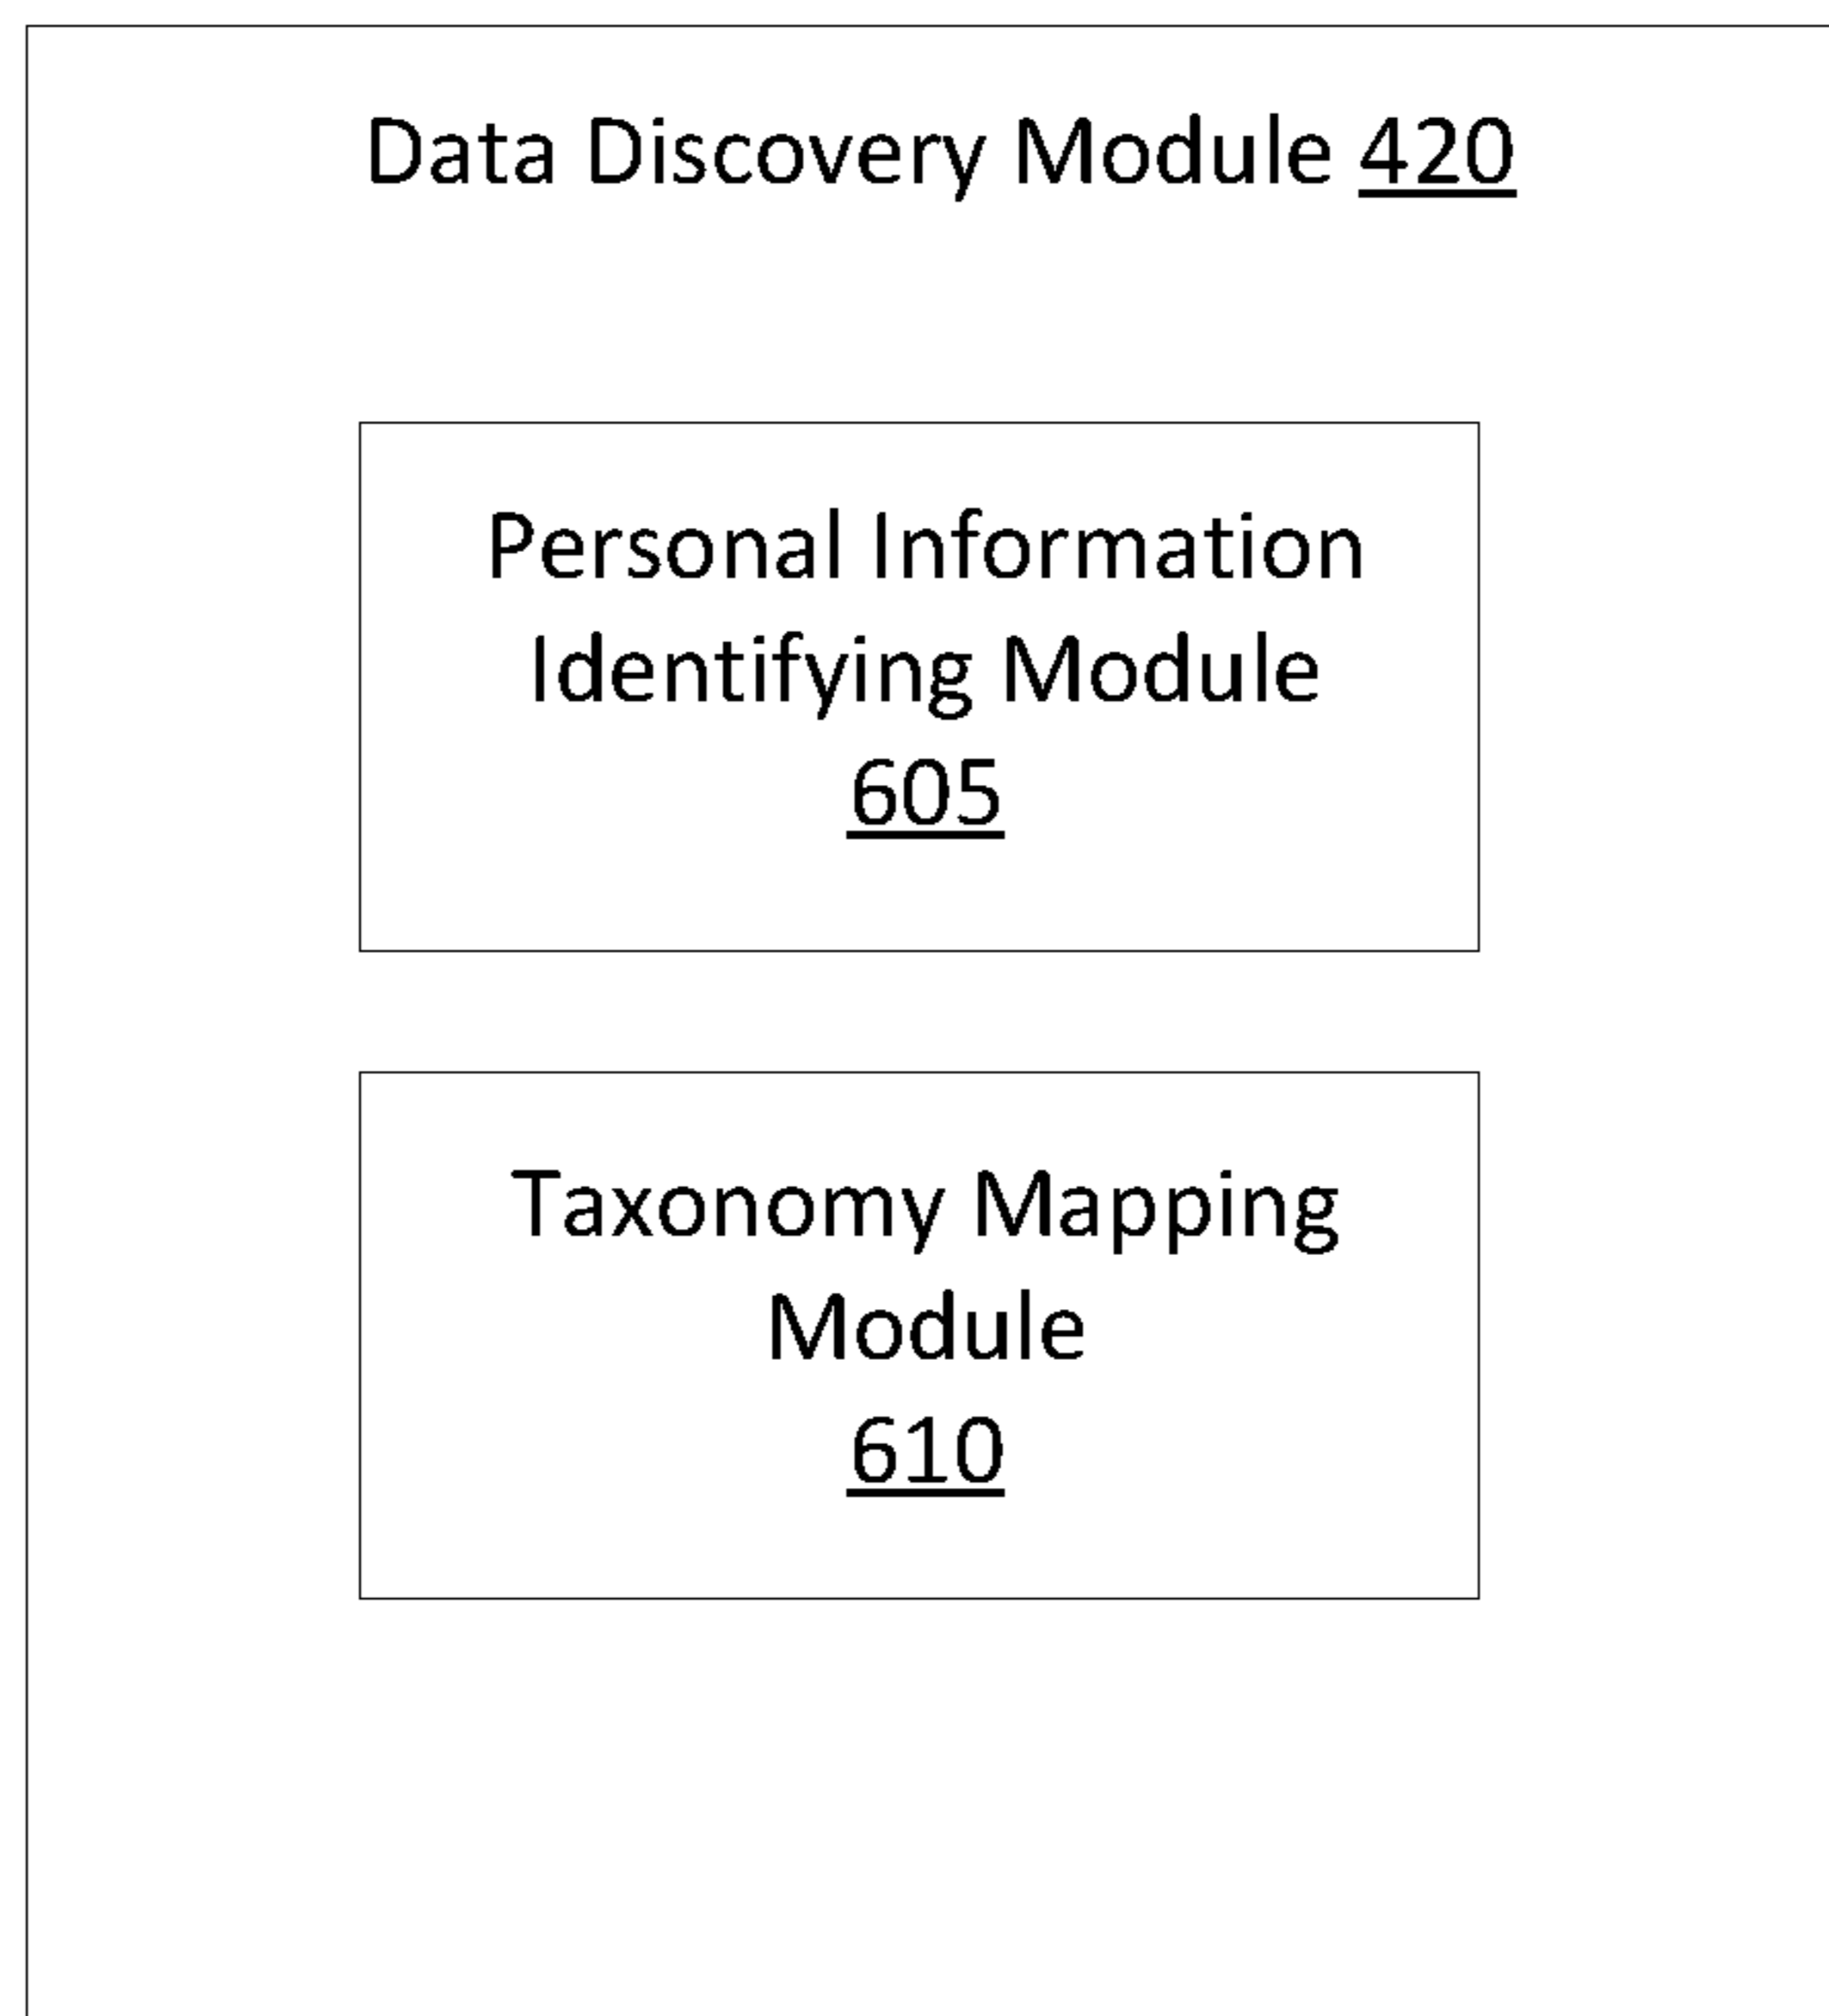 Data Discovery Module 420
Personal Information
Identifying Module
605
Taxonomy Mapping
Module
610